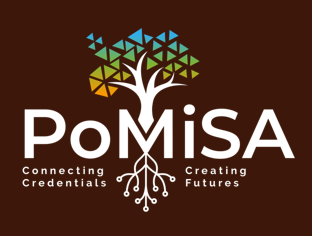 PoMiSA
Connecting Credentials
Creating Futures